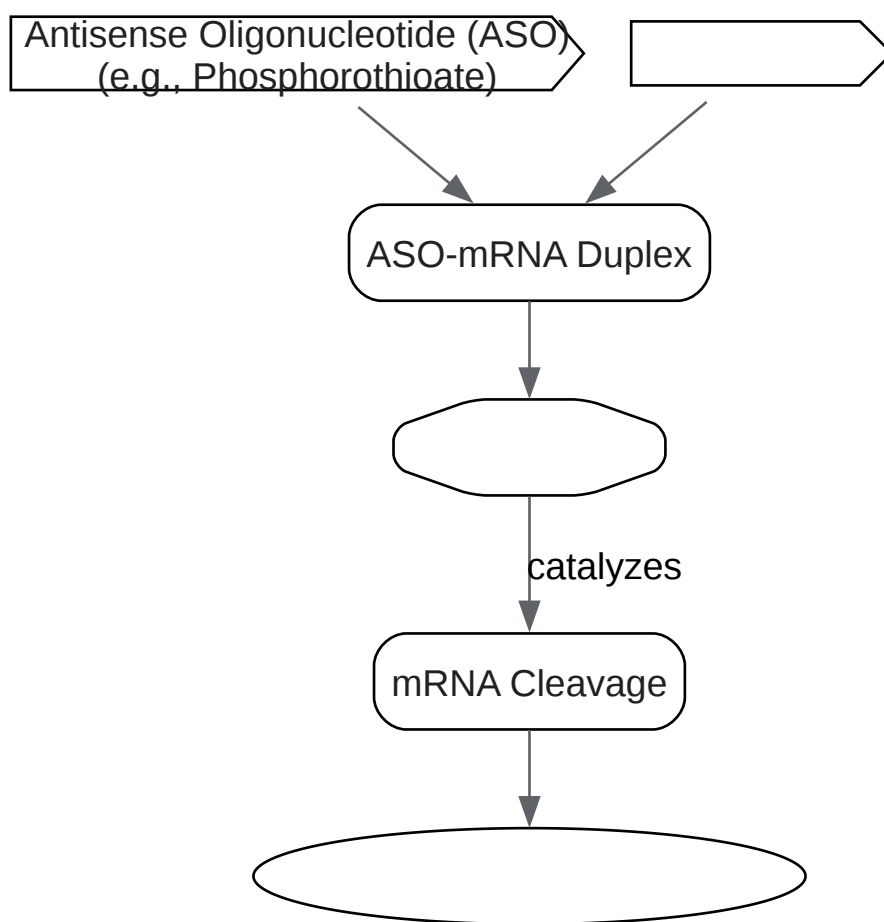 Antisense Oligonucleotide (ASO)
(e.g., Phosphorothioate)
ASO-mRNA Duplex
catalyzes
mRNA Cleavage